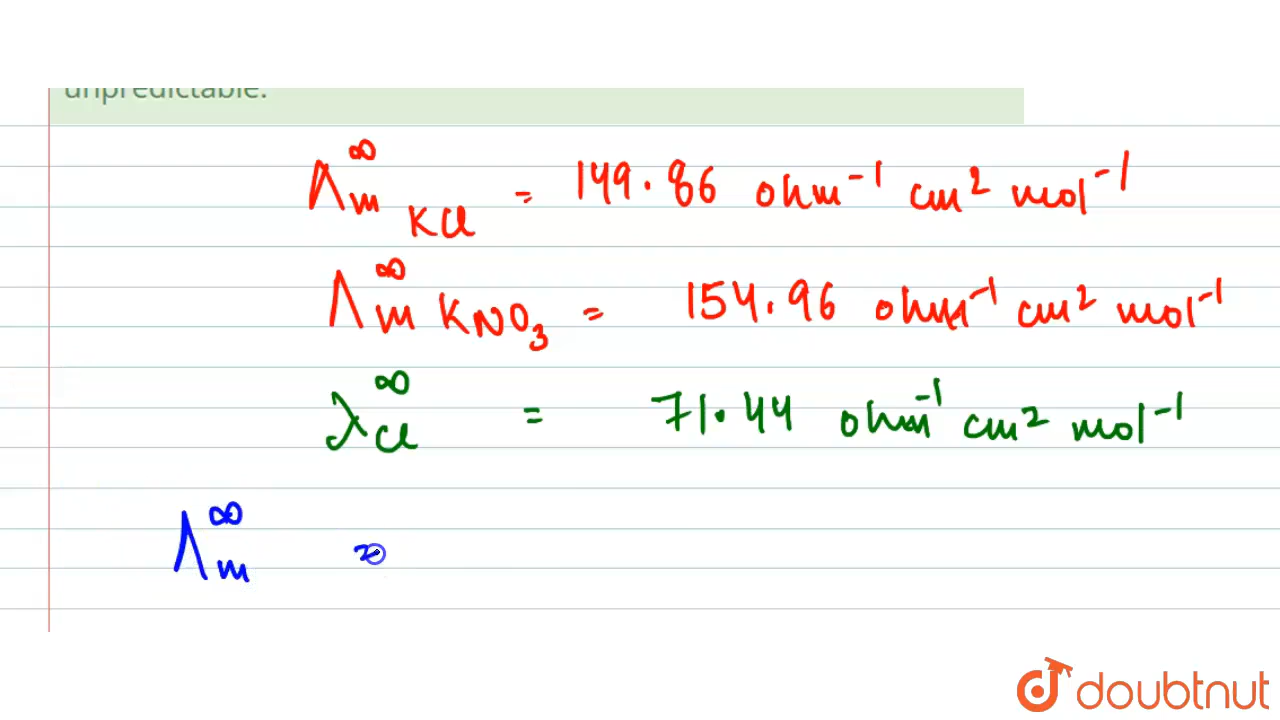 unpredictable.
Λ∞m KCl = 149.86 ohm⁻¹ cm² mol⁻¹
Λ∞m KNO₃ = 154.96 ohm⁻¹ cm² mol⁻¹
λ∞Cl = 71.44 ohm⁻¹ cm² mol⁻¹
Λ∞m =
doubtnut